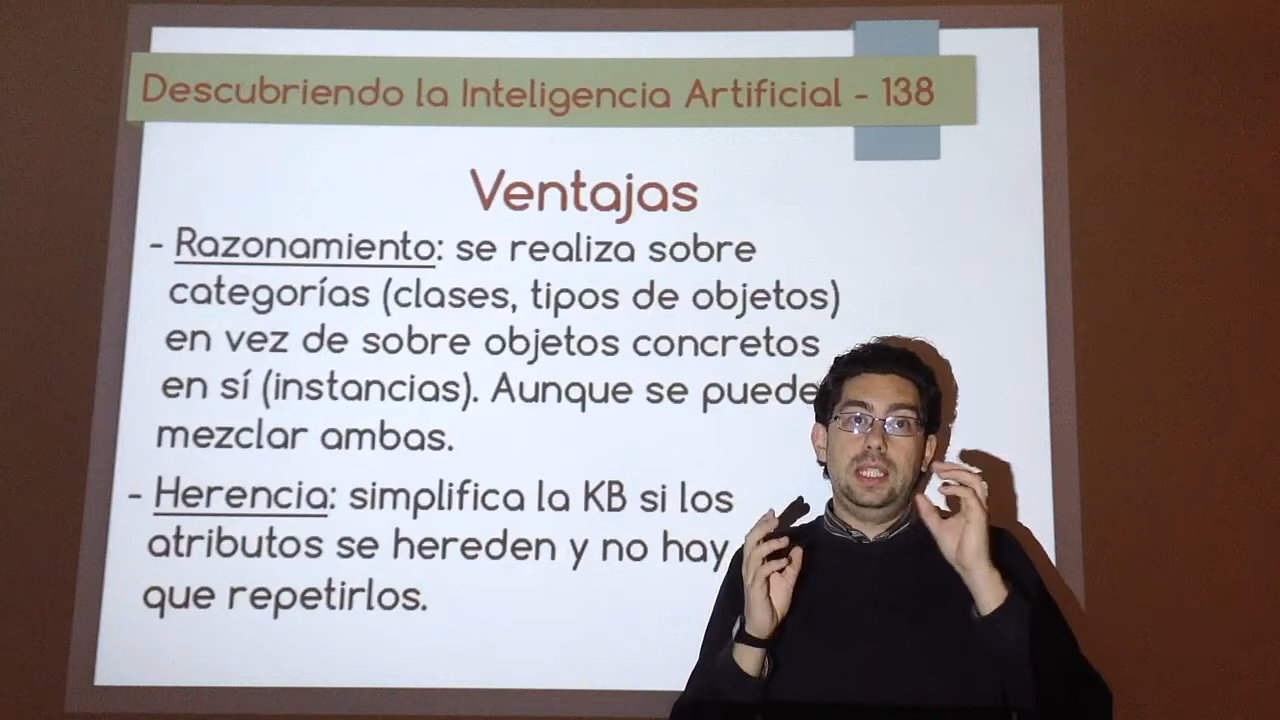 Descubriendo la Inteligencia Artificial - 138
Ventajas
- Razonamiento: se realiza sobre
categorías (clases, tipos de objetos)
en vez de sobre objetos concretos
en sí (instancias). Aunque se puede
mezclar ambas.
- Herencia: simplifica la KB si los
atributos se hereden y no hay
que repetirlos.